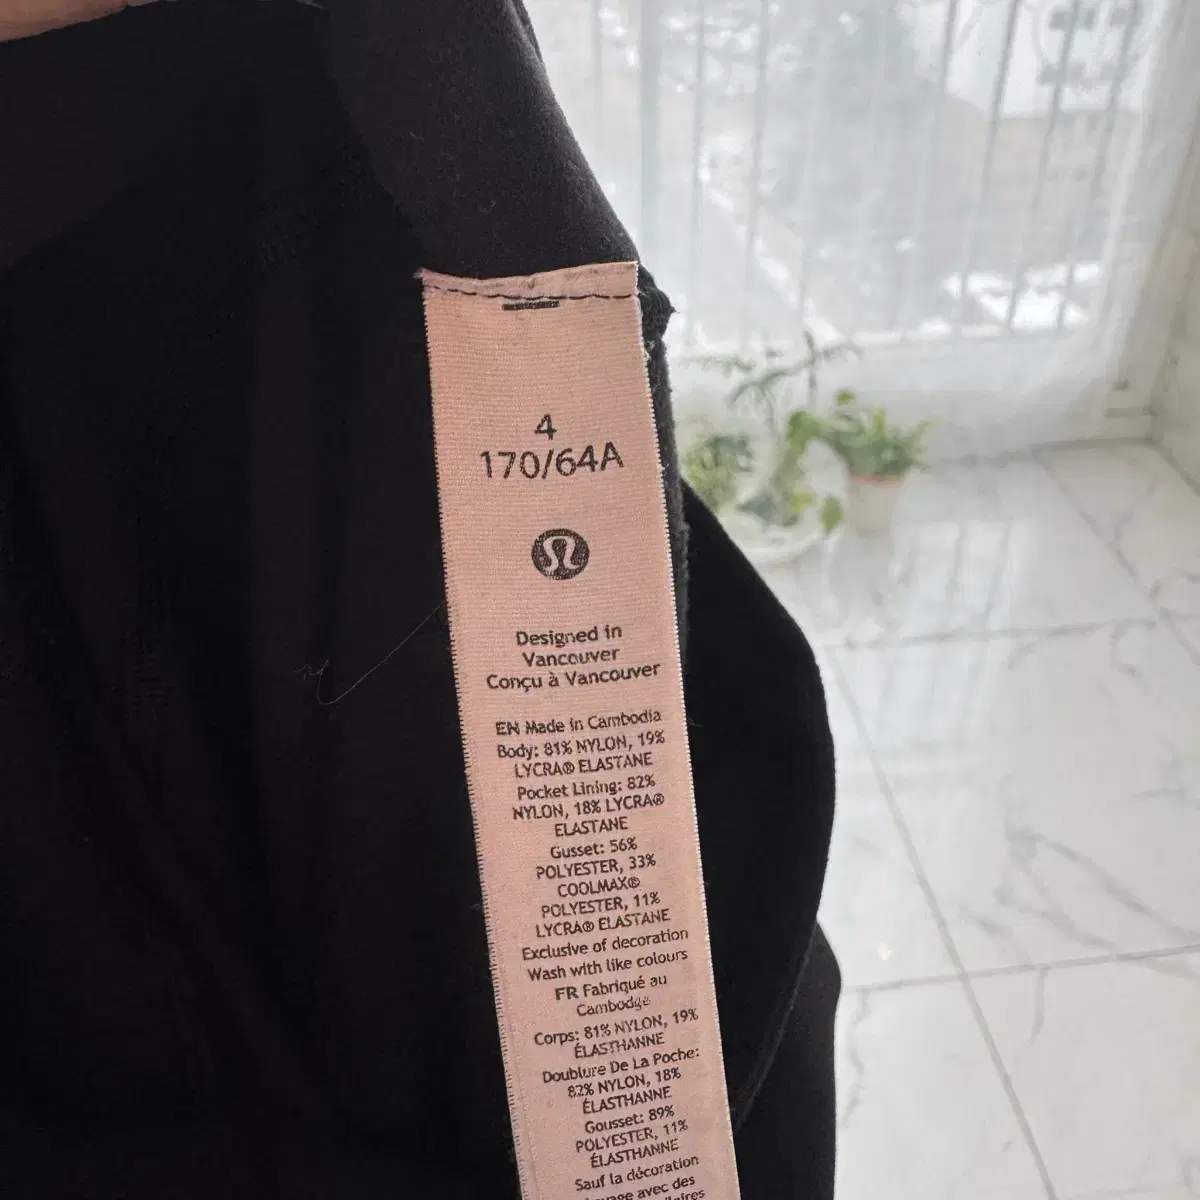 4
170/64A
Designed in
Vancouver
Conçu à Vancouver
EN Made in Cambodia
Body: 81% NYLON, 19%
LYCRA® ELASTANE
Pocket Lining: 82%
NYLON, 18% LYCRA®
ELASTANE
Gusset: 56%
POLYESTER, 33%
COOLMAX®
POLYESTER, 11%
LYCRA® ELASTANE
Exclusive of decoration
Wash with like colours
FR Fabriqué au
Cambodge
Corps: 81% NYLON, 19%
ÉLASTHANNE
Doublure De La Poche:
82% NYLON, 18%
ÉLASTHANNE
Gousset: 89%
POLYESTER, 11%
ÉLASTHANNE
Sauf la décoration
avec des